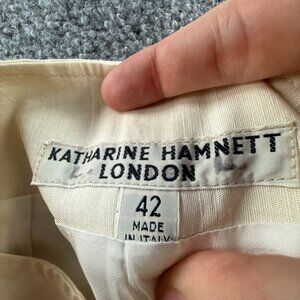 KATHARINE HAMNETT
LONDON
42
MADE
IN ITALY